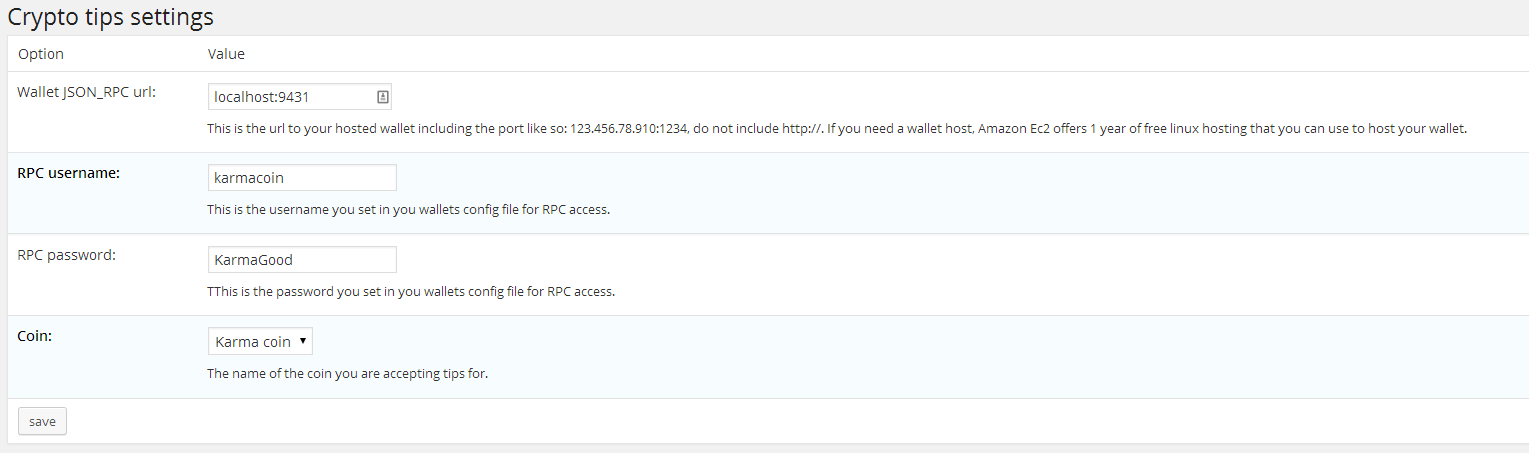 Crypto tips settings
Option Value
Wallet JSON_RPC url: localhost:9431
This is the url to your hosted wallet including the port like so: 123.456.78.910:1234, do not include http://. If you need a wallet host, Amazon Ec2 offers 1 year of free linux hosting that you can use to host your wallet.
RPC username: karmacoin
This is the username you set in you wallets config file for RPC access.
RPC password: KarmaGood
TThis is the password you set in you wallets config file for RPC access.
Coin: Karma coin
The name of the coin you are accepting tips for.
save